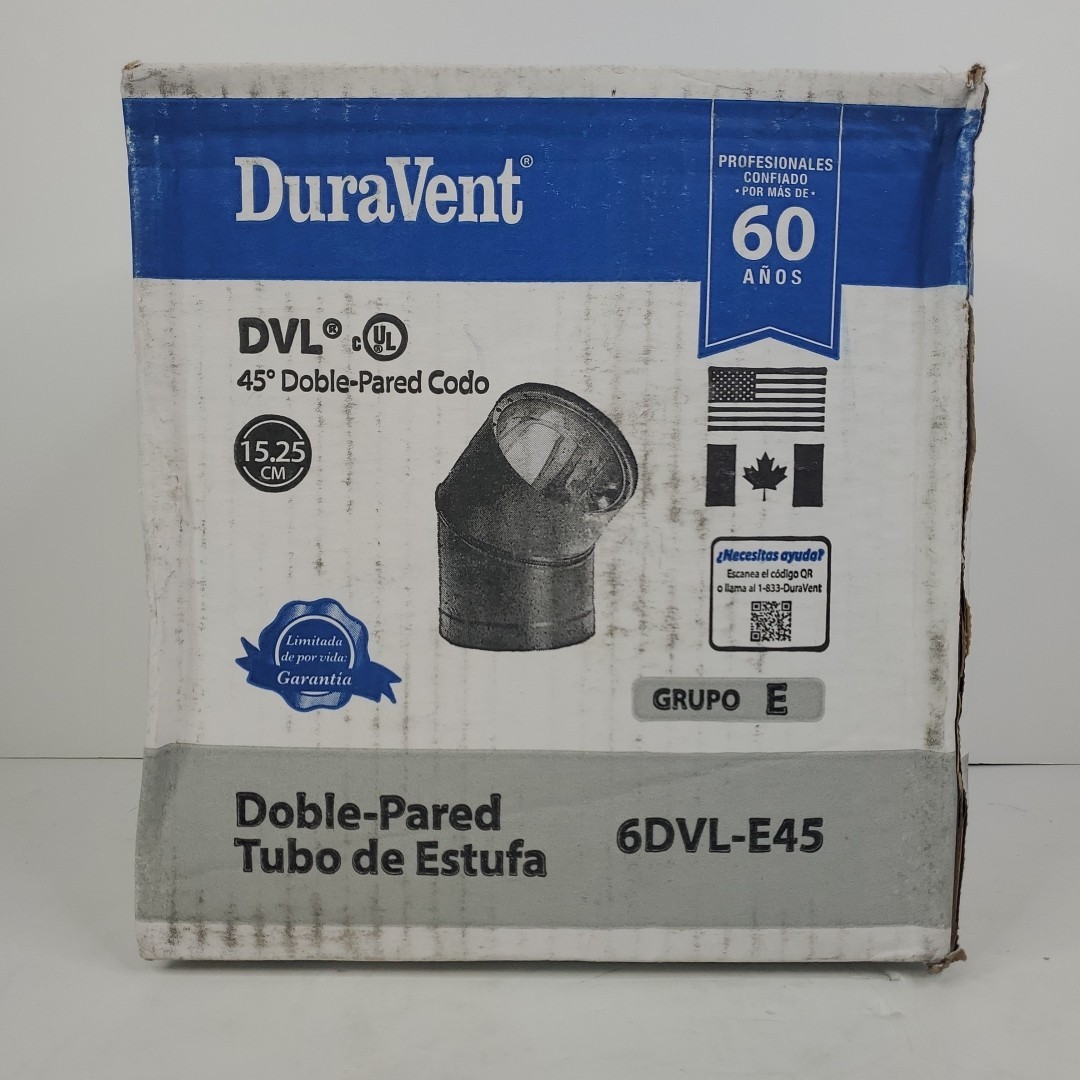 DuraVent®
PROFESIONALES
CONFIADO
• POR MÁS DE •
60
AÑOS
DVL® c UL®
45° Doble-Pared Codo
15.25
CM
¿Necesitas ayuda?
Escanea el código QR
o llama al 1-833-DuraVent
Limitada
de por vida:
Garantía
GRUPO E
Doble-Pared
Tubo de Estufa
6DVL-E45